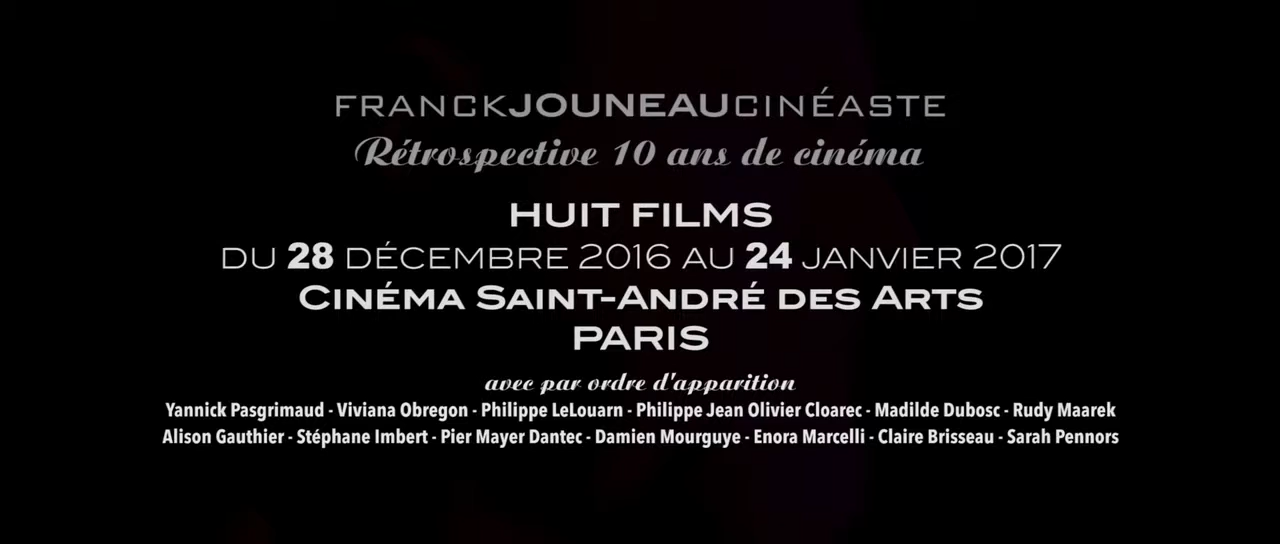 FRANCKJOUNEAUCINÉASTE
Rétrospective 10 ans de cinéma
HUIT FILMS
DU 28 DÉCEMBRE 2016 AU 24 JANVIER 2017
CINÉMA SAINT-ANDRÉ DES ARTS
PARIS
avec par ordre d'apparition
Yannick Pasgrimaud - Viviana Obregon - Philippe LeLouarn - Philippe Jean Olivier Cloarec - Madilde Dubosc - Rudy Maarek
Alison Gauthier - Stéphane Imbert - Pier Mayer Dantec - Damien Mourguye - Enora Marcelli - Claire Brisseau - Sarah Pennors